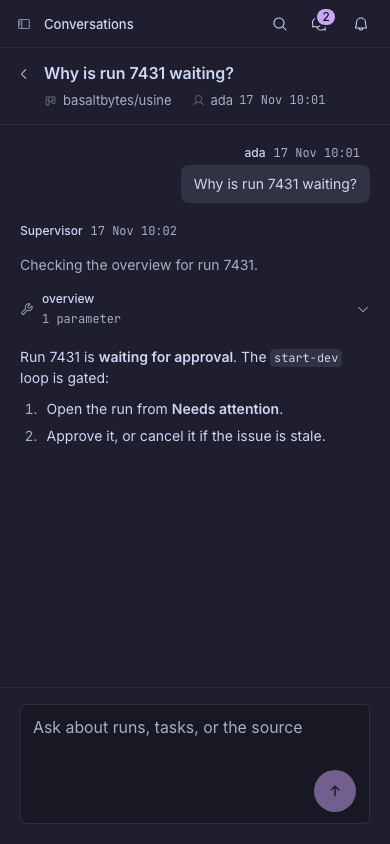 Conversations
2
Why is run 7431 waiting?
basaltbytes/usine ada 17 Nov 10:01
ada 17 Nov 10:01
Why is run 7431 waiting?
Supervisor 17 Nov 10:02
Checking the overview for run 7431.
overview
1 parameter
Run 7431 is waiting for approval. The start-dev
loop is gated:
1. Open the run from Needs attention.
2. Approve it, or cancel it if the issue is stale.
Ask about runs, tasks, or the source